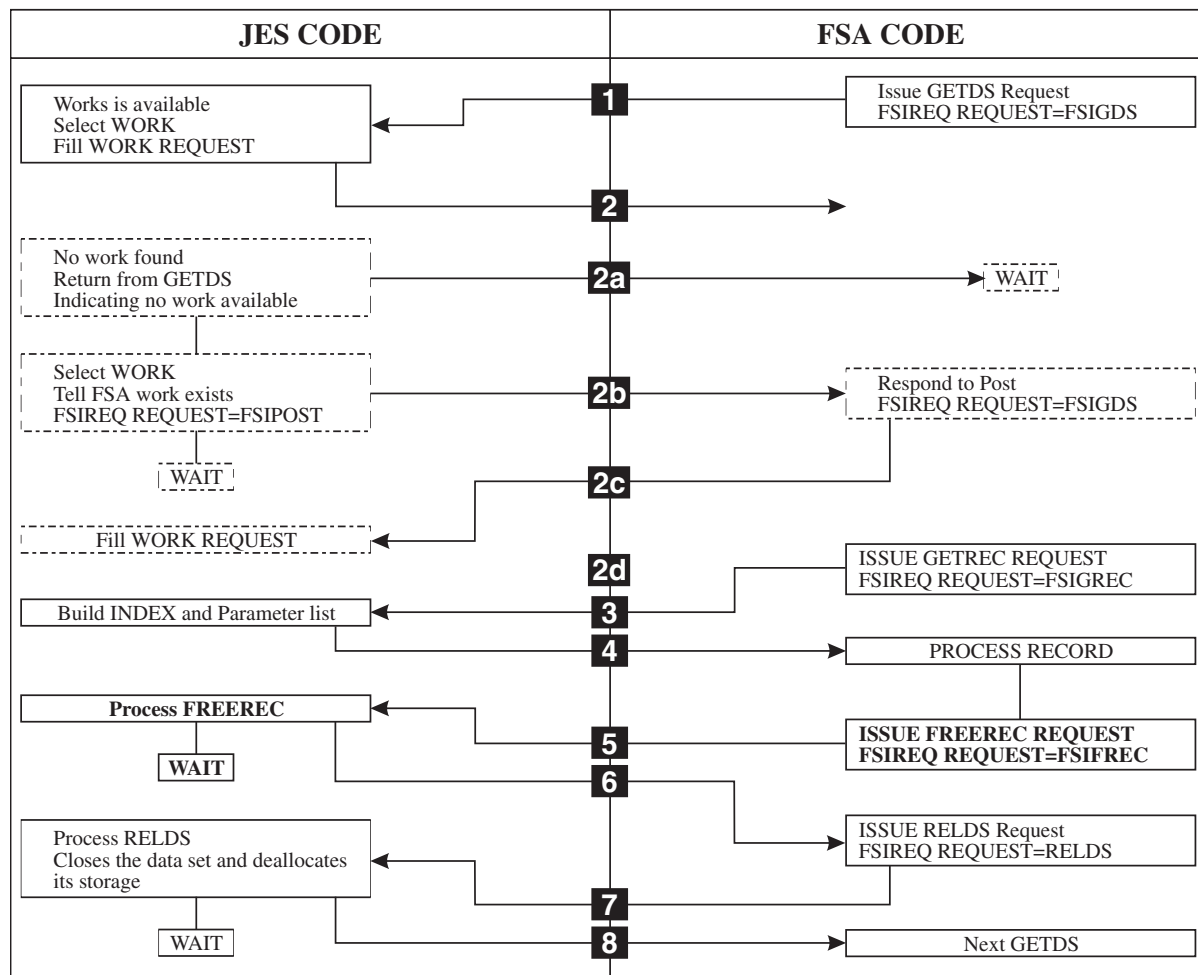 JES CODE
FSA CODE
Works is available
Select WORK
Fill WORK REQUEST
1
Issue GETDS Request
FSIREQ REQUEST=FSIGDS
2
No work found
Return from GETDS
Indicating no work available
2a
WAIT
Select WORK
Tell FSA work exists
FSIREQ REQUEST=FSIPOST
2b
Respond to Post
FSIREQ REQUEST=FSIGDS
WAIT
2c
Fill WORK REQUEST
2d
ISSUE GETREC REQUEST
FSIREQ REQUEST=FSIGREC
Build INDEX and Parameter list
3
4
PROCESS RECORD
Process FREEREC
5
ISSUE FREEREC REQUEST
FSIREQ REQUEST=FSIFREC
WAIT
6
Process RELDS
Closes the data set and deallocates
its storage
ISSUE RELDS Request
FSIREQ REQUEST=RELDS
7
WAIT
8
Next GETDS